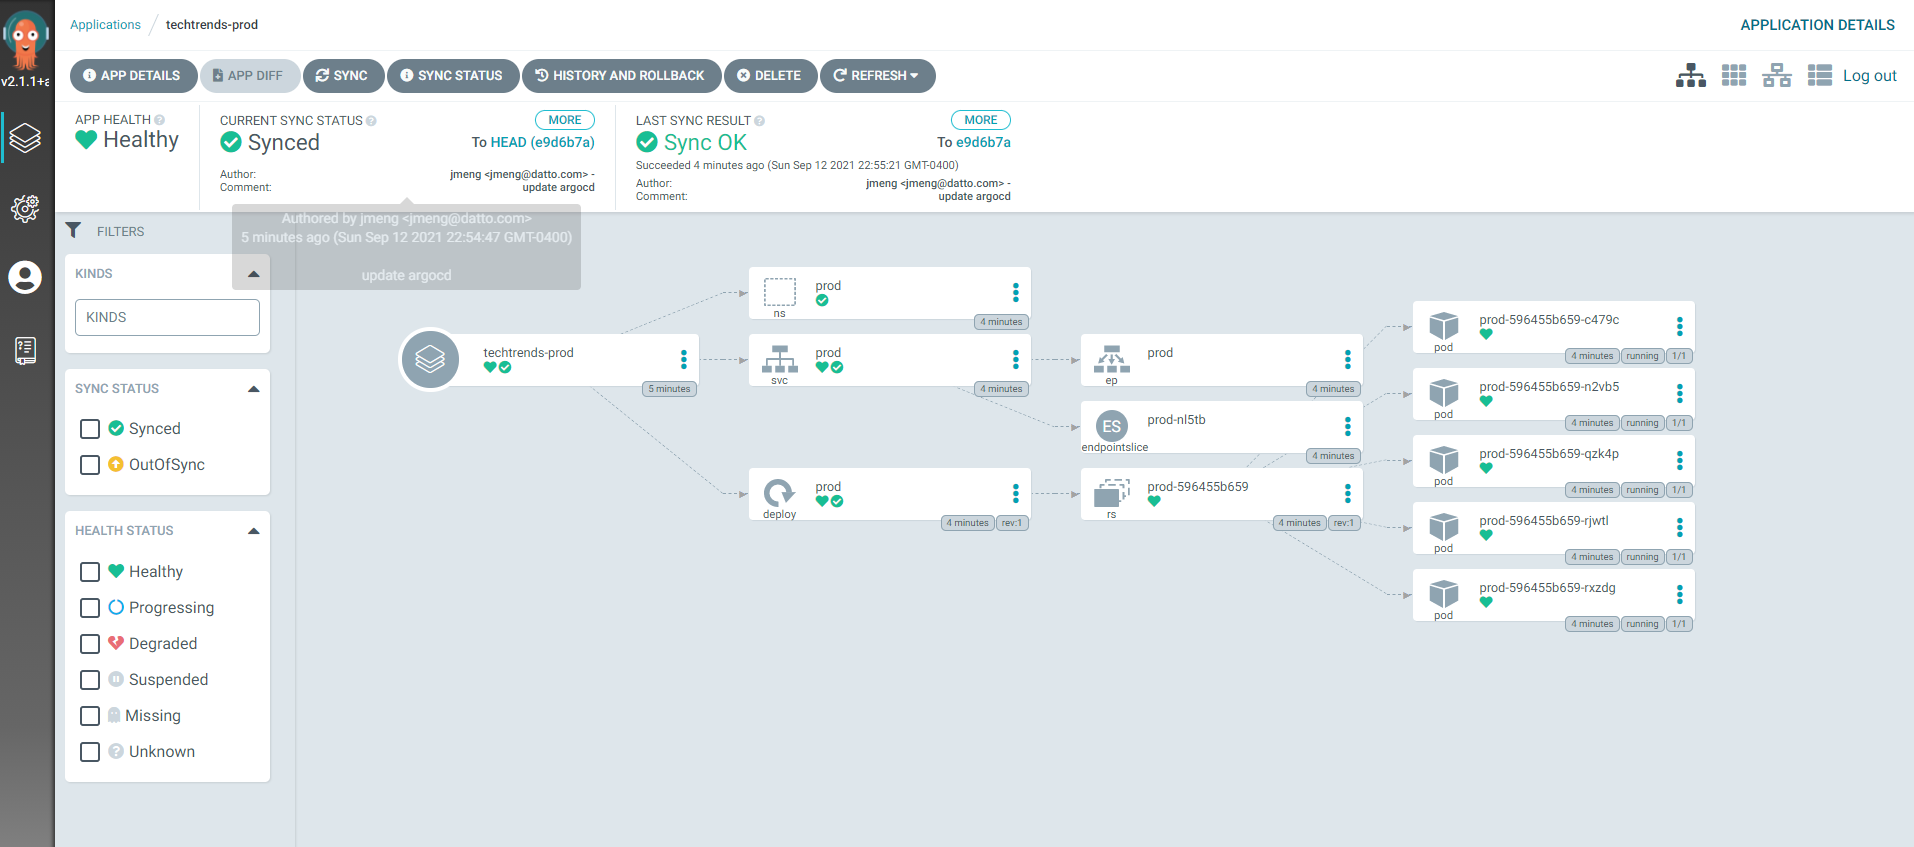 Applications / techtrends-prod
APPLICATION DETAILS
v2.1.1+a
APP DETAILS
APP DIFF
SYNC
SYNC STATUS
HISTORY AND ROLLBACK
DELETE
REFRESH
Log out
APP HEALTH
Healthy
CURRENT SYNC STATUS
MORE
Synced
To HEAD (e9d6b7a)
Author:
jmeng <jmeng@datto.com> -
Comment:
update argocd
LAST SYNC RESULT
MORE
Sync OK
To e9d6b7a
Succeeded 4 minutes ago (Sun Sep 12 2021 22:55:21 GMT-0400)
Author:
jmeng <jmeng@datto.com> -
Comment:
update argocd
Authored by jmeng <jmeng@datto.com>
5 minutes ago (Sun Sep 12 2021 22:54:47 GMT-0400)
update argocd
FILTERS
KINDS
KINDS
SYNC STATUS
Synced
OutOfSync
HEALTH STATUS
Healthy
Progressing
Degraded
Suspended
Missing
Unknown
techtrends-prod
5 minutes
prod
ns
4 minutes
prod
svc
4 minutes
prod
deploy
4 minutes
rev:1
prod
ep
4 minutes
ES
prod-nl5tb
endpointslice
4 minutes
prod-596455b659
rs
4 minutes
rev:1
prod-596455b659-c479c
pod
4 minutes
running
1/1
prod-596455b659-n2vb5
pod
4 minutes
running
1/1
prod-596455b659-qzk4p
pod
4 minutes
running
1/1
prod-596455b659-rjwtl
pod
4 minutes
running
1/1
prod-596455b659-rxzdg
pod
4 minutes
running
1/1